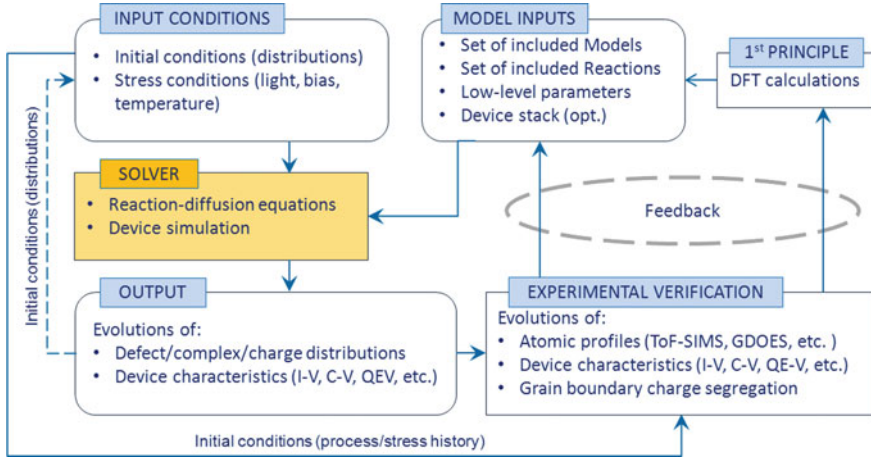 INPUT CONDITIONS
• Initial conditions (distributions)
• Stress conditions (light, bias,
temperature)
MODEL INPUTS
• Set of included Models
• Set of included Reactions
• Low-level parameters
• Device stack (opt.)
1st PRINCIPLE
DFT calculations
Initial conditions (distributions)
SOLVER
• Reaction-diffusion equations
• Device simulation
Feedback
OUTPUT
Evolutions of:
• Defect/complex/charge distributions
• Device characteristics (I-V, C-V, QEV, etc.)
EXPERIMENTAL VERIFICATION
Evolutions of:
• Atomic profiles (ToF-SIMS, GDOES, etc. )
• Device characteristics (I-V, C-V, QE-V, etc.)
• Grain boundary charge segregation
Initial conditions (process/stress history)